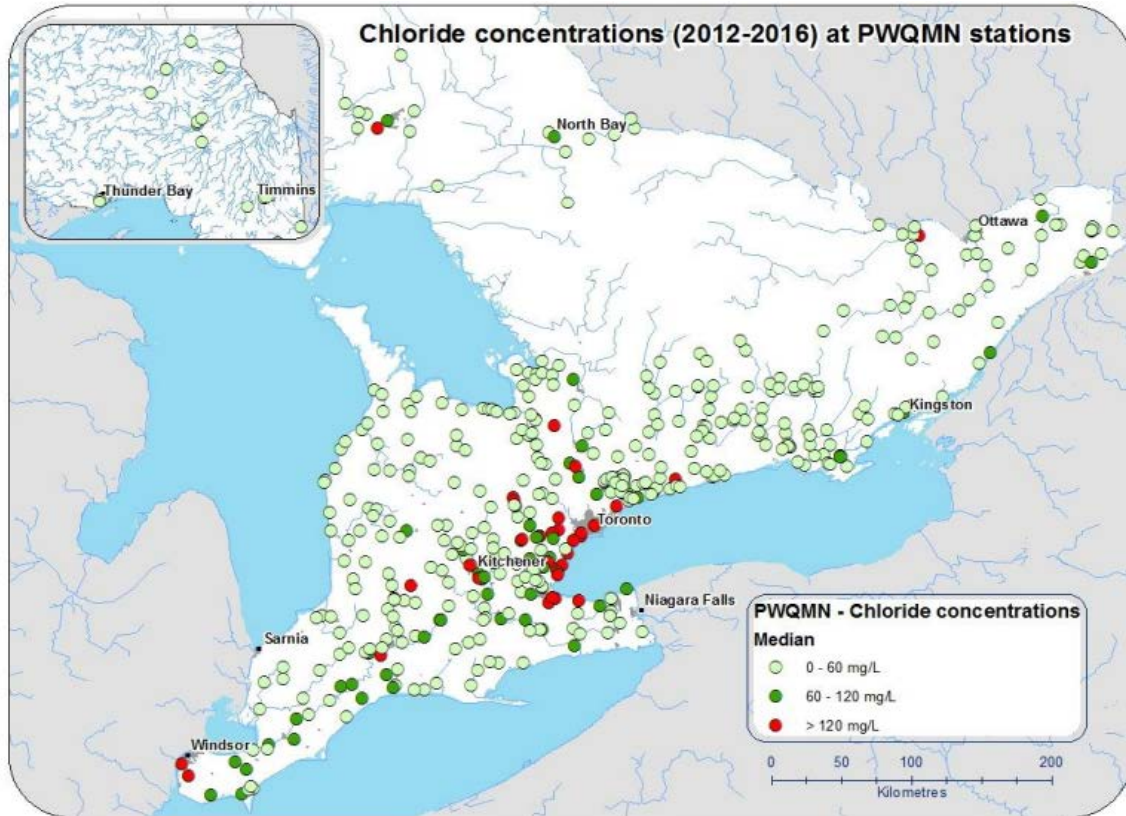 Chloride concentrations (2012-2016) at PWQMN stations
North Bay
Thunder Bay
Timmins
Ottawa
Kingston
Toronto
Kitchener
Niagara Falls
Sarnia
Windsor
PWQMN - Chloride concentrations
Median
0 - 60 mg/L
60 - 120 mg/L
> 120 mg/L
0 50 100 200
Kilometres